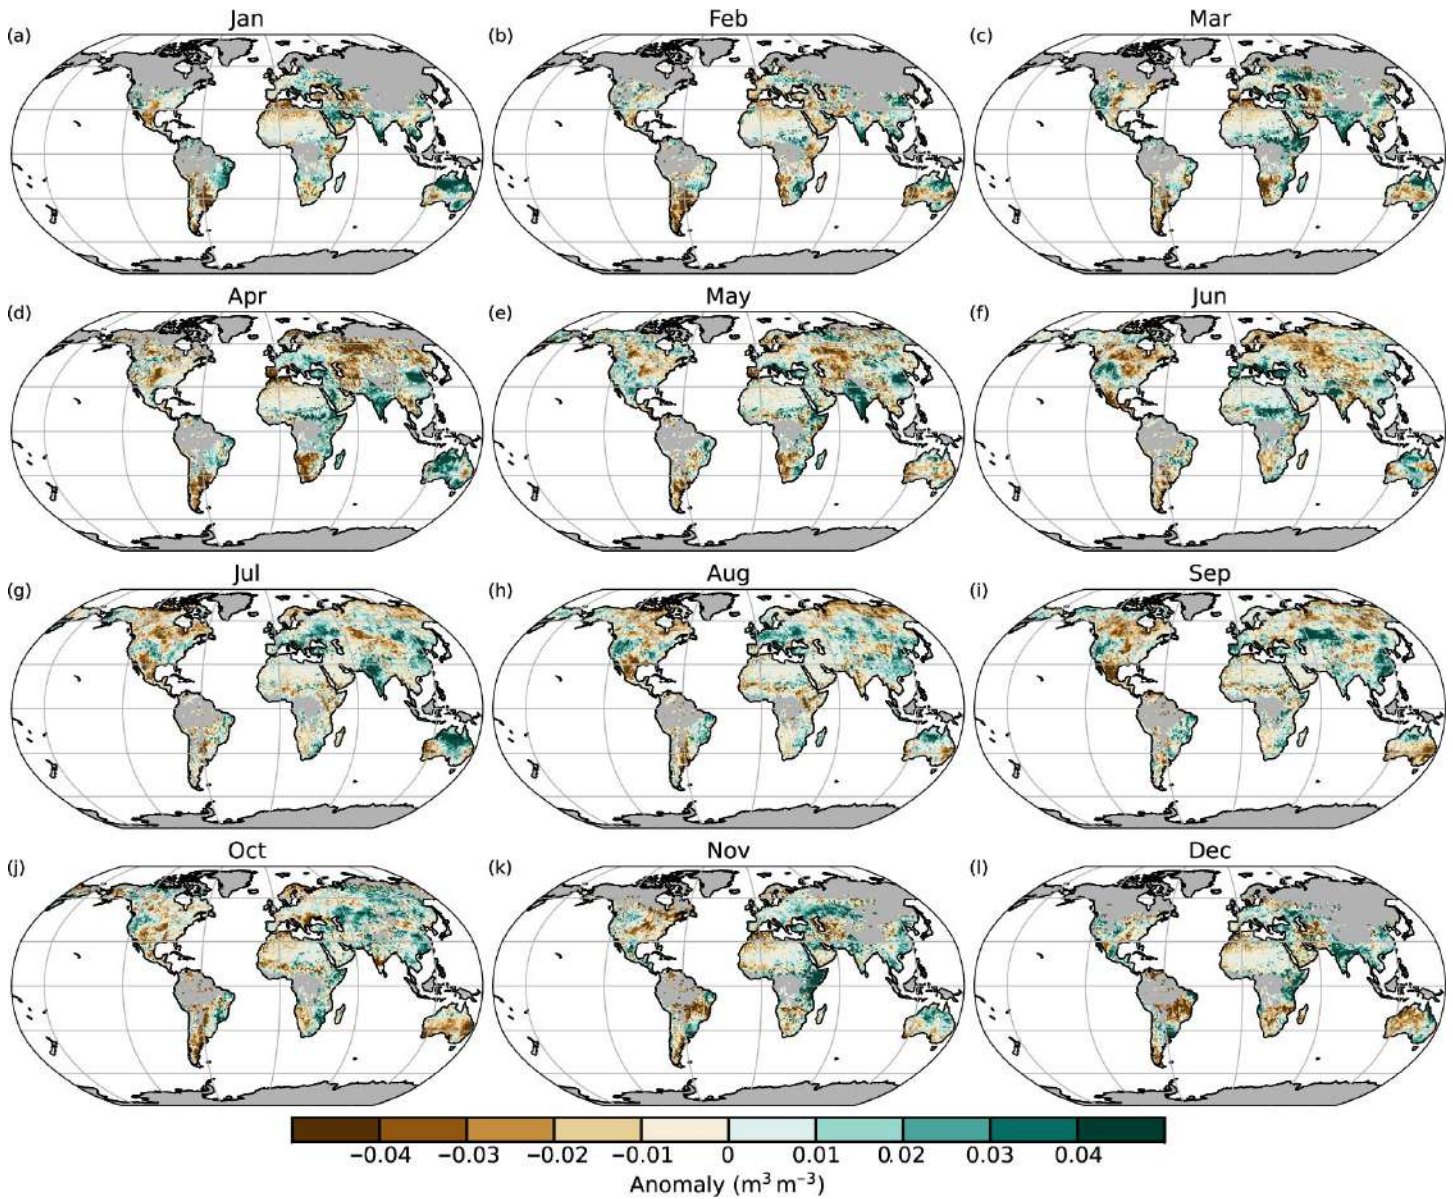 Jan
Feb
Mar
(a)
(b)
(c)
Apr
May
Jun
(d)
(e)
(f)
Jul
Aug
Sep
(g)
(h)
(i)
Oct
Nov
Dec
(j)
(k)
(l)
−0.04 −0.03 −0.02 −0.01 0 0.01 0.02 0.03 0.04
Anomaly (m³ m⁻³)